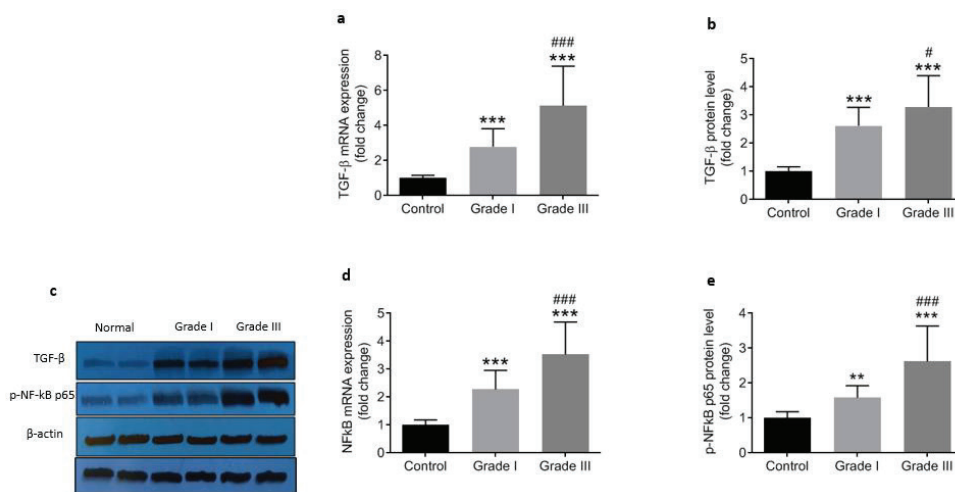 a
TGF-β mRNA expression
(fold change)
8
6
4
2
0
***
###
***
Control
Grade I
Grade III
b
TGF-β protein level
(fold change)
5
4
3
2
1
0
***
#
***
Control
Grade I
Grade III
c
Normal
Grade I
Grade III
TGF-β
p-NF-kB p65
β-actin
d
NFkB mRNA expression
(fold change)
5
4
3
2
1
0
***
###
***
Control
Grade I
Grade III
e
p-NFkB p65 protein level
(fold change)
4
3
2
1
0
**
###
***
Control
Grade I
Grade III